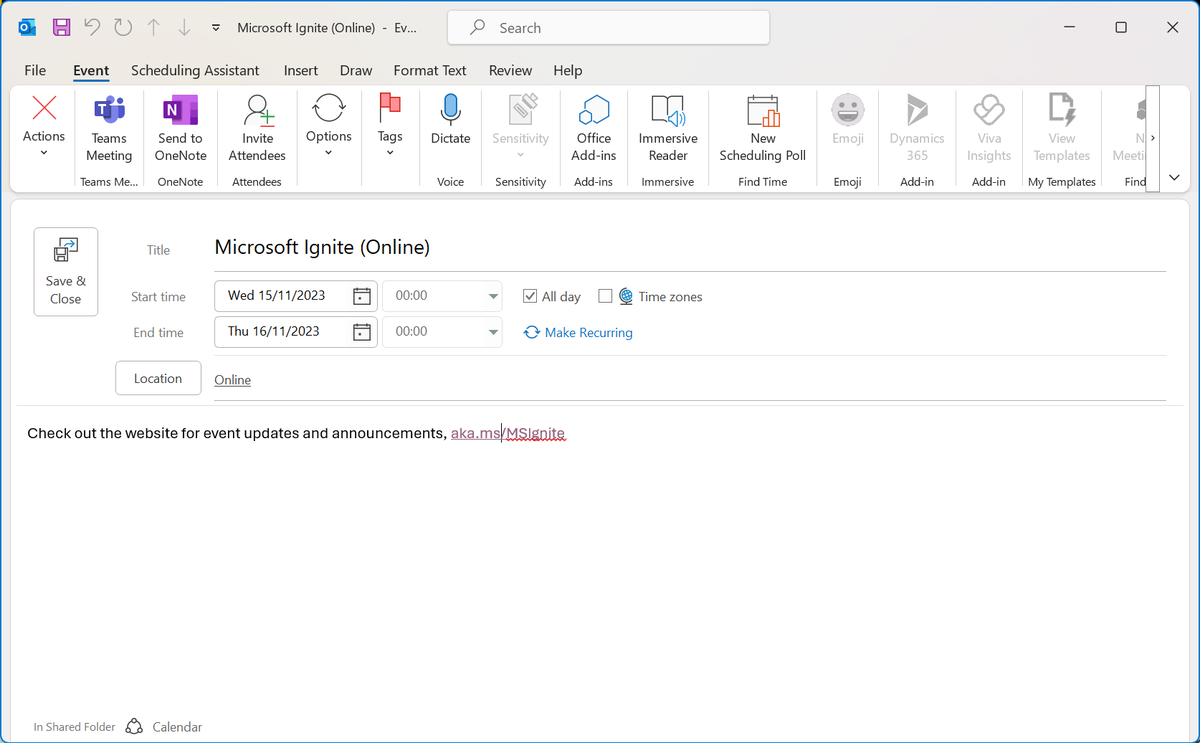 Microsoft Ignite (Online) - Ev...
Search
File Event Scheduling Assistant Insert Draw Format Text Review Help
Actions
Teams Meeting
Teams Me...
Send to OneNote
OneNote
Invite Attendees
Attendees
Options
Tags
Dictate
Voice
Sensitivity
Sensitivity
Office Add-ins
Add-ins
Immersive Reader
Immersive
New Scheduling Poll
Find Time
Emoji
Emoji
Dynamics 365
Add-in
Viva Insights
Add-in
View Templates
My Templates
N
Meeti
Find
Save & Close
Title Microsoft Ignite (Online)
Start time Wed 15/11/2023 00:00 All day Time zones
End time Thu 16/11/2023 00:00 Make Recurring
Location Online
Check out the website for event updates and announcements, aka.ms/MSIgnite
In Shared Folder Calendar